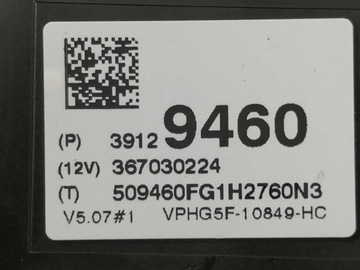 (P) 3912 9460
(12V) 367030224
(T) 509460FG1H2760N3
V5.07#1 VPHG5F-10849-HC